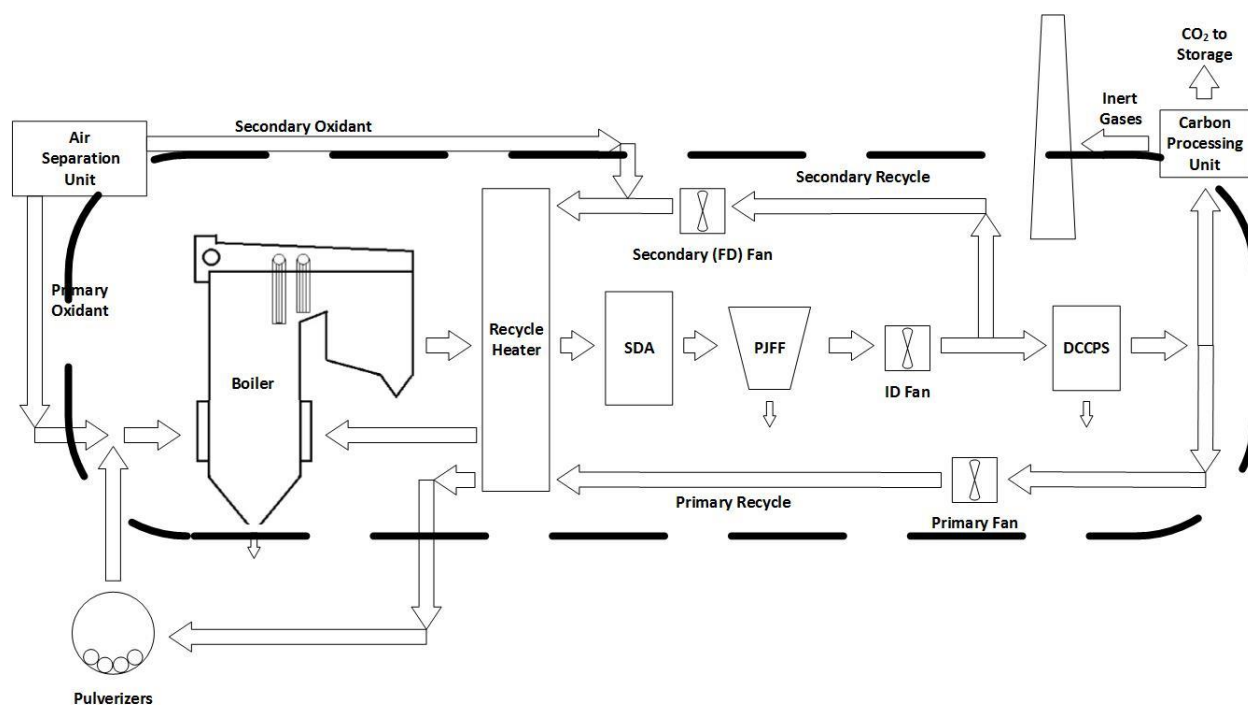 CO₂ to
Storage
Inert
Gases
Carbon
Processing
Unit
Air
Separation
Unit
Secondary Oxidant
Secondary Recycle
Secondary (FD) Fan
Primary
Oxidant
Recycle
Heater
SDA
PJFF
ID Fan
DCCPS
Boiler
Primary Recycle
Primary Fan
Pulverizers